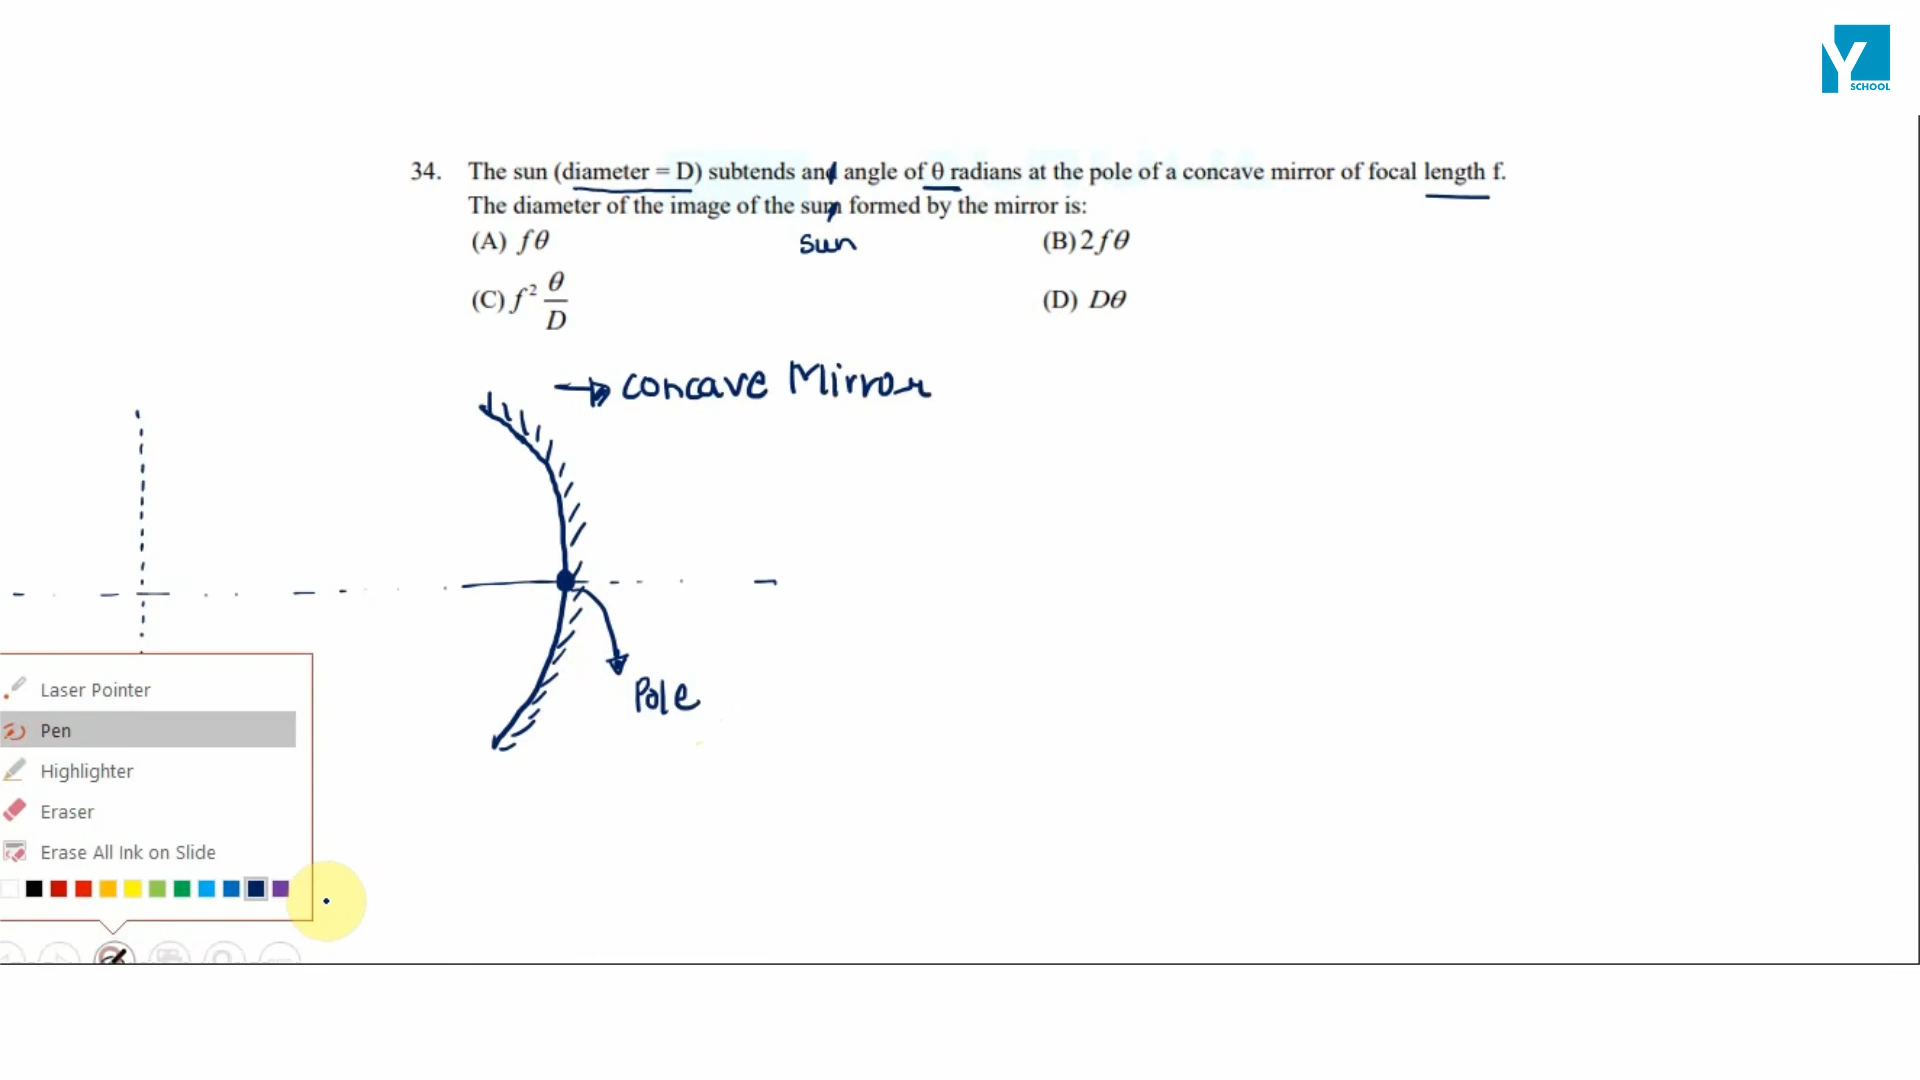 Y
SCHOOL
34. The sun (diameter = D) subtends and angle of θ radians at the pole of a concave mirror of focal length f.
The diameter of the image of the sum formed by the mirror is:
sun
(A) fθ (B) 2fθ
(C) f² θ/D (D) Dθ
concave Mirror
Pole
Laser Pointer
Pen
Highlighter
Eraser
Erase All Ink on Slide